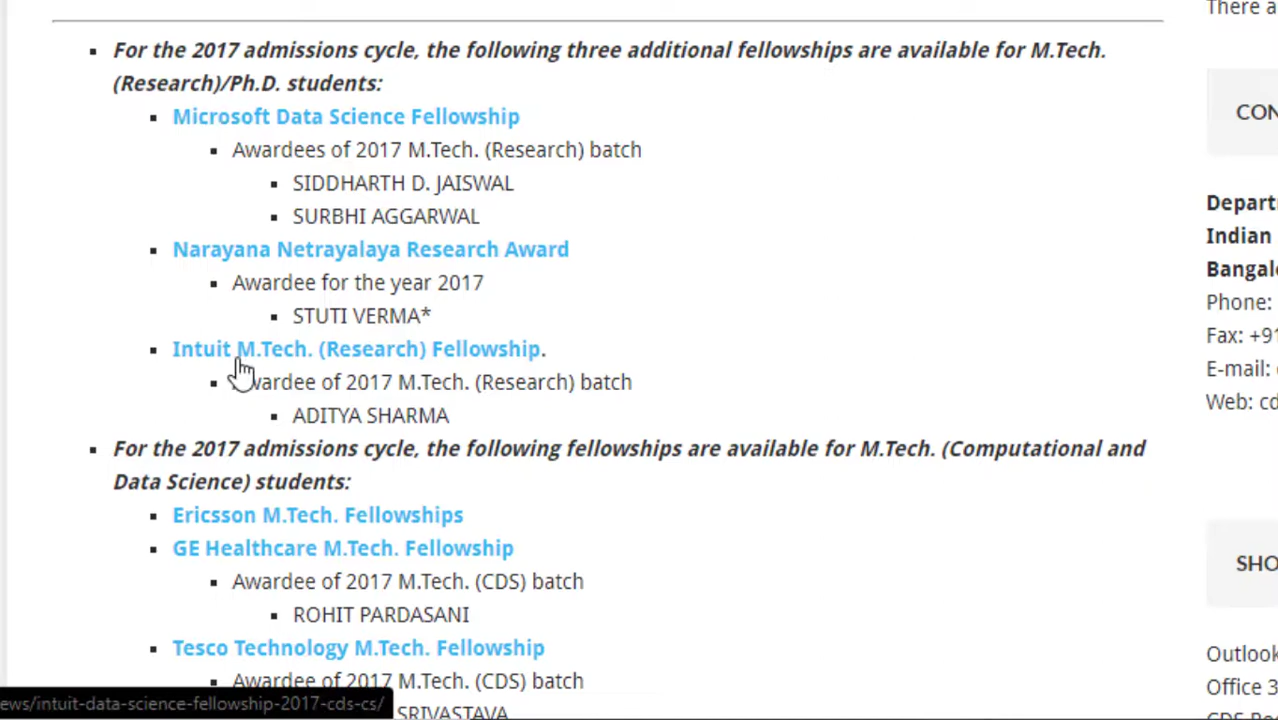 There a
For the 2017 admissions cycle, the following three additional fellowships are available for M.Tech.
(Research)/Ph.D. students:
Microsoft Data Science Fellowship
Awardees of 2017 M.Tech. (Research) batch
SIDDHARTH D. JAISWAL
SURBHI AGGARWAL
Narayana Netrayalaya Research Award
Awardee for the year 2017
STUTI VERMA*
Intuit M.Tech. (Research) Fellowship.
Awardee of 2017 M.Tech. (Research) batch
ADITYA SHARMA
For the 2017 admissions cycle, the following fellowships are available for M.Tech. (Computational and
Data Science) students:
Ericsson M.Tech. Fellowships
GE Healthcare M.Tech. Fellowship
Awardee of 2017 M.Tech. (CDS) batch
ROHIT PARDASANI
Tesco Technology M.Tech. Fellowship
Awardee of 2017 M.Tech. (CDS) batch
SRIVASTAVA
ews/intuit-data-science-fellowship-2017-cds-cs/
CON
Depart
Indian
Bangal
Phone:
Fax: +91
E-mail:
Web: cd
SHO
Outlook
Office 3